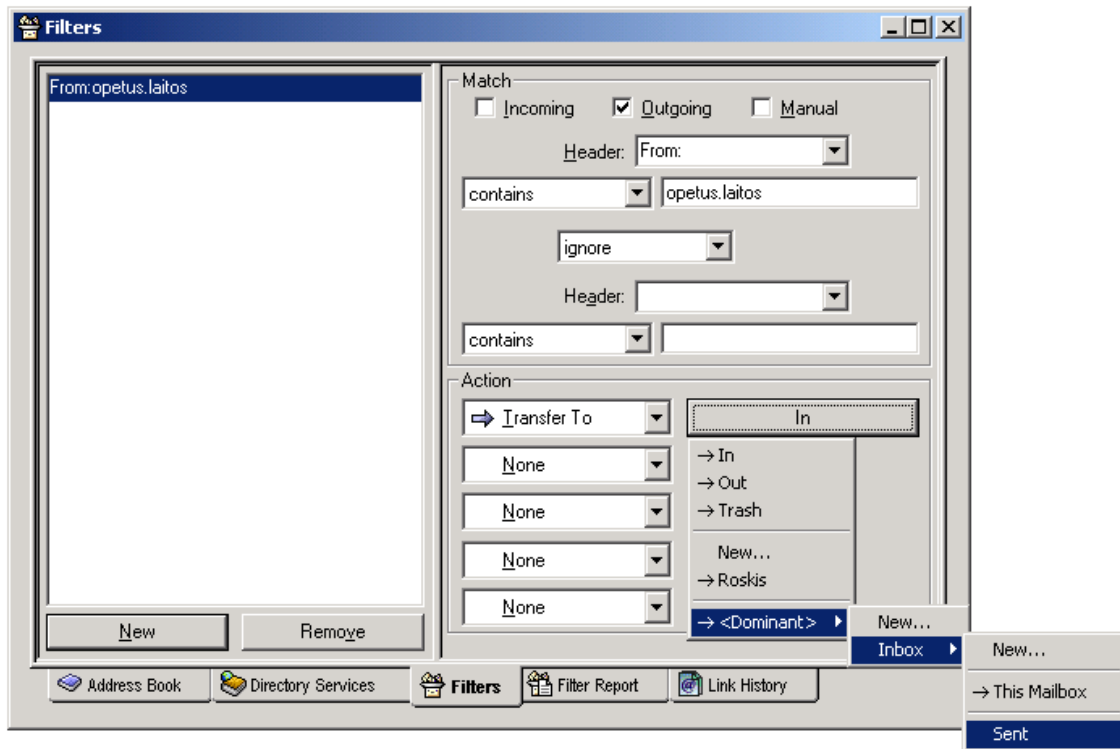 Filters
From:opetus.laitos
New
Remove
Match
Incoming Outgoing Manual
Header: From:
contains opetus.laitos
ignore
Header:
contains
Action
→ Transfer To In
None
None
None
None
→ In
→ Out
→ Trash
New...
→ Roskis
→ <Dominant>
New...
Inbox
New...
→ This Mailbox
Sent
Address Book Directory Services Filters Filter Report Link History